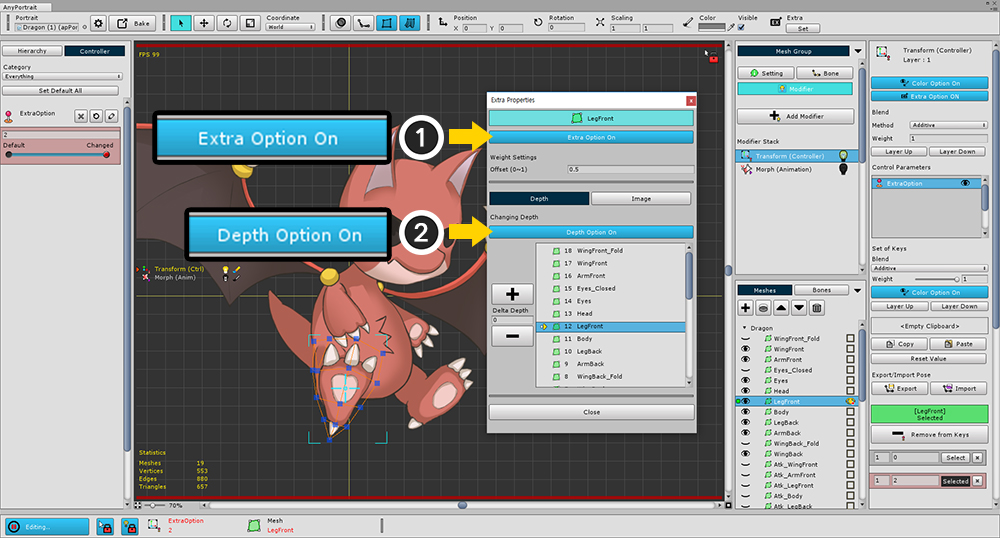 AnyPortrait
Portrait
Dragon (1) (apPor
Bake
Coordinate
World
Position
X 0 Y 0
Rotation
0
Scaling
1 1
Color
Visible
Extra
Set
Hierarchy
Controller
Category
Everything
Set Default All
ExtraOption
2
Default
Changed
FPS 99
Extra Option On
1
Depth Option On
2
Transform (Ctrl)
Morph (Anim)
Statistics
Meshes 19
Vertices 553
Edges 880
Triangles 657
70%
Extra Properties
x
LegFront
Extra Option On
Weight Settings
Offset (0~1) 0.5
Depth
Image
Changing Depth
Depth Option On
Delta Depth
0
18 WingFront_Fold
17 WingFront
16 ArmFront
15 Eyes_Closed
14 Eyes
13 Head
12 LegFront
11 Body
10 LegBack
9 ArmBack
8 WingBack_Fold
Close
Mesh Group
Setting
Bone
Modifier
Add Modifier
Modifier Stack
Transform (Controller)
Morph (Animation)
Meshes
Bones
Dragon
WingFront_Fold
WingFront
ArmFront
Eyes_Closed
Eyes
Head
LegFront
Body
LegBack
ArmBack
WingBack_Fold
WingBack
Atk_WingFront
Atk_ArmFront
Atk_LegFront
Atk_Body
Atk_LegBack
Transform (Controller)
Layer : 1
Color Option On
Extra Option ON
Blend
Method Additive
Weight 1
Layer Up
Layer Down
Control Parameters
ExtraOption
Set of Keys
Blend
Additive
Weight 1
Color Option On
Layer Up
Layer Down
<Empty Clipboard>
Copy
Paste
Reset Value
Export/Import Pose
Export
Import
[LegFront]
Selected
Remove from Keys
1 0 Select x
1 2 Selected x
Editing..
ExtraOption
2
Mesh
LegFront